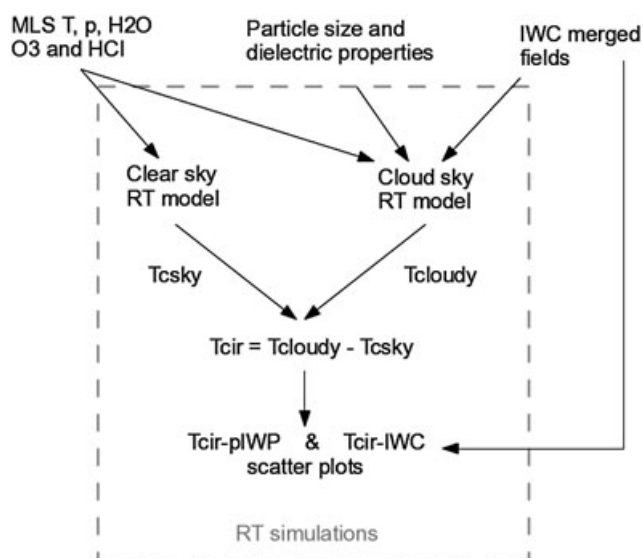 MLS T, p, H2O
O3 and HCl
Particle size and
dielectric properties
IWC merged
fields
Clear sky
RT model
Cloud sky
RT model
Tcsky
Tcloudy
Tcir = Tcloudy - Tcsky
Tcir-pIWP & Tcir-IWC
scatter plots
RT simulations